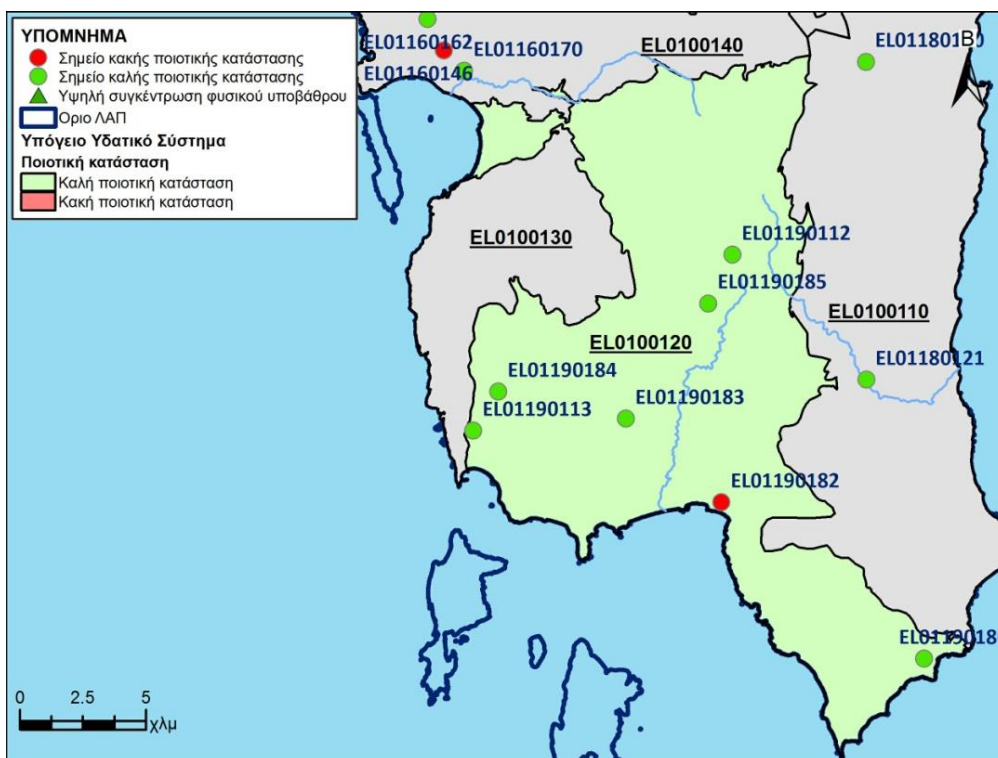 ΥΠΟΜΝΗΜΑ
Σημείο κακής ποιοτικής κατάστασης
Σημείο καλής ποιοτικής κατάστασης
Υψηλή συγκέντρωση φυσικού υποβάθρου
Οριο ΛΑΠ
Υπόγειο Υδατικό Σύστημα
Ποιοτική κατάσταση
Καλή ποιοτική κατάσταση
Κακή ποιοτική κατάσταση
EL01160162
EL01160170
EL01160146
EL0100140
Β
EL0100130
EL01190112
EL01190185
EL0100110
EL0100120
EL01180121
EL01190184
EL01190113
EL01190183
EL01190182
0 2.5 5
χλμ